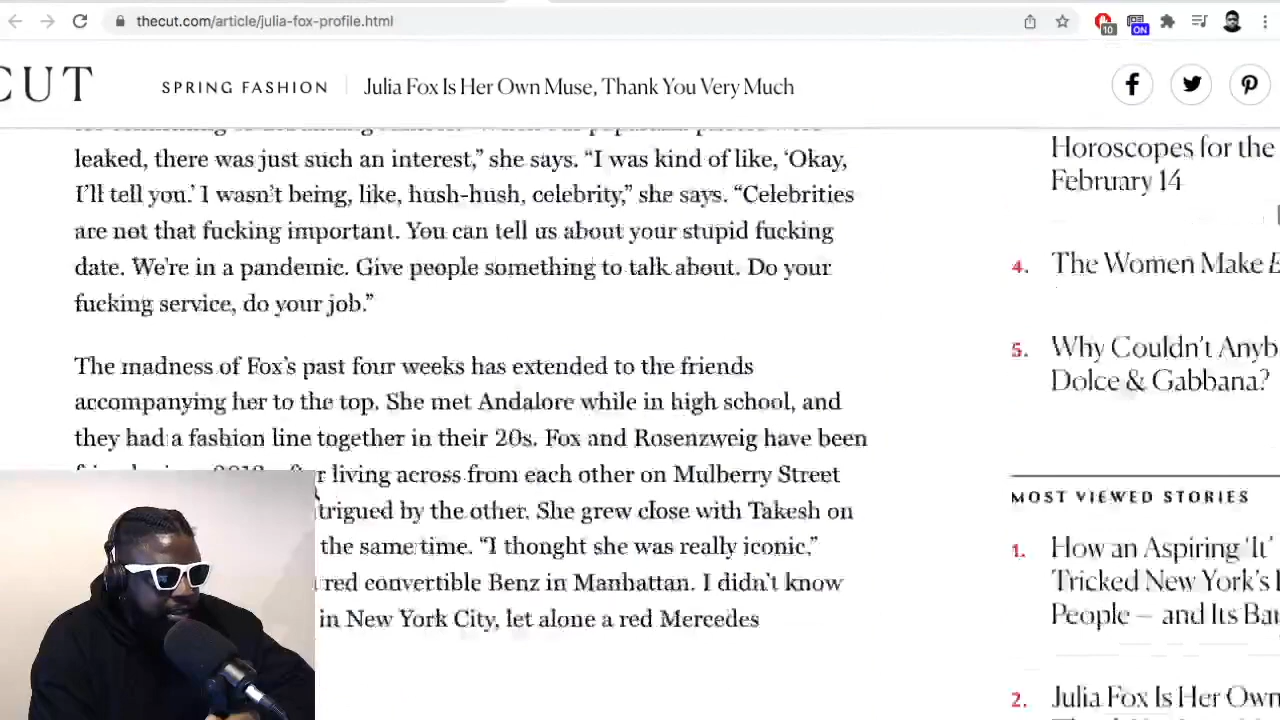 thecut.com/article/julia-fox-profile.html
10
ON
CUT
SPRING FASHION
Julia Fox Is Her Own Muse, Thank You Very Much
leaked, there was just such an interest,” she says. “I was kind of like, ‘Okay,
I’ll tell you.’ I wasn’t being, like, hush-hush, celebrity,” she says. “Celebrities
are not that fucking important. You can tell us about your stupid fucking
date. We’re in a pandemic. Give people something to talk about. Do your
fucking service, do your job.”
The madness of Fox’s past four weeks has extended to the friends
accompanying her to the top. She met Andalore while in high school, and
they had a fashion line together in their 20s. Fox and Rosenzweig have been
living across from each other on Mulberry Street
trigued by the other. She grew close with Takesh on
the same time. “I thought she was really iconic,”
red convertible Benz in Manhattan. I didn’t know
in New York City, let alone a red Mercedes
Horoscopes for the
February 14
4. The Women Make
5. Why Couldn’t Anyb
Dolce & Gabbana?
MOST VIEWED STORIES
1. How an Aspiring ‘It’
Tricked New York’s
People — and Its Ba
2. Julia Fox Is Her Own